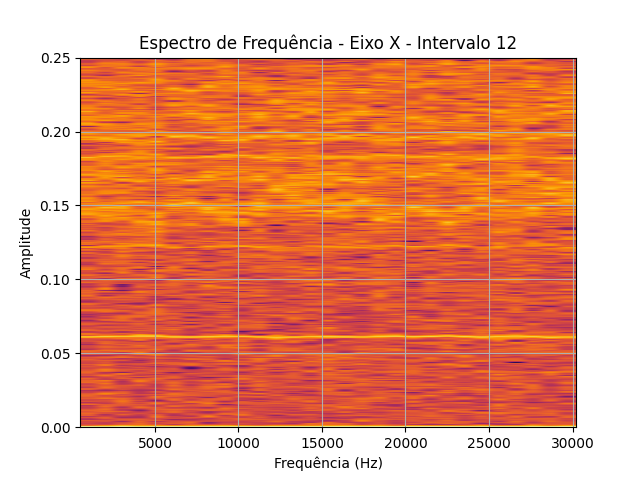 Espectro de Frequência - Eixo X - Intervalo 12
0.25
0.20
0.15
0.10
0.05
0.00
Amplitude
5000 10000 15000 20000 25000 30000
Frequência (Hz)